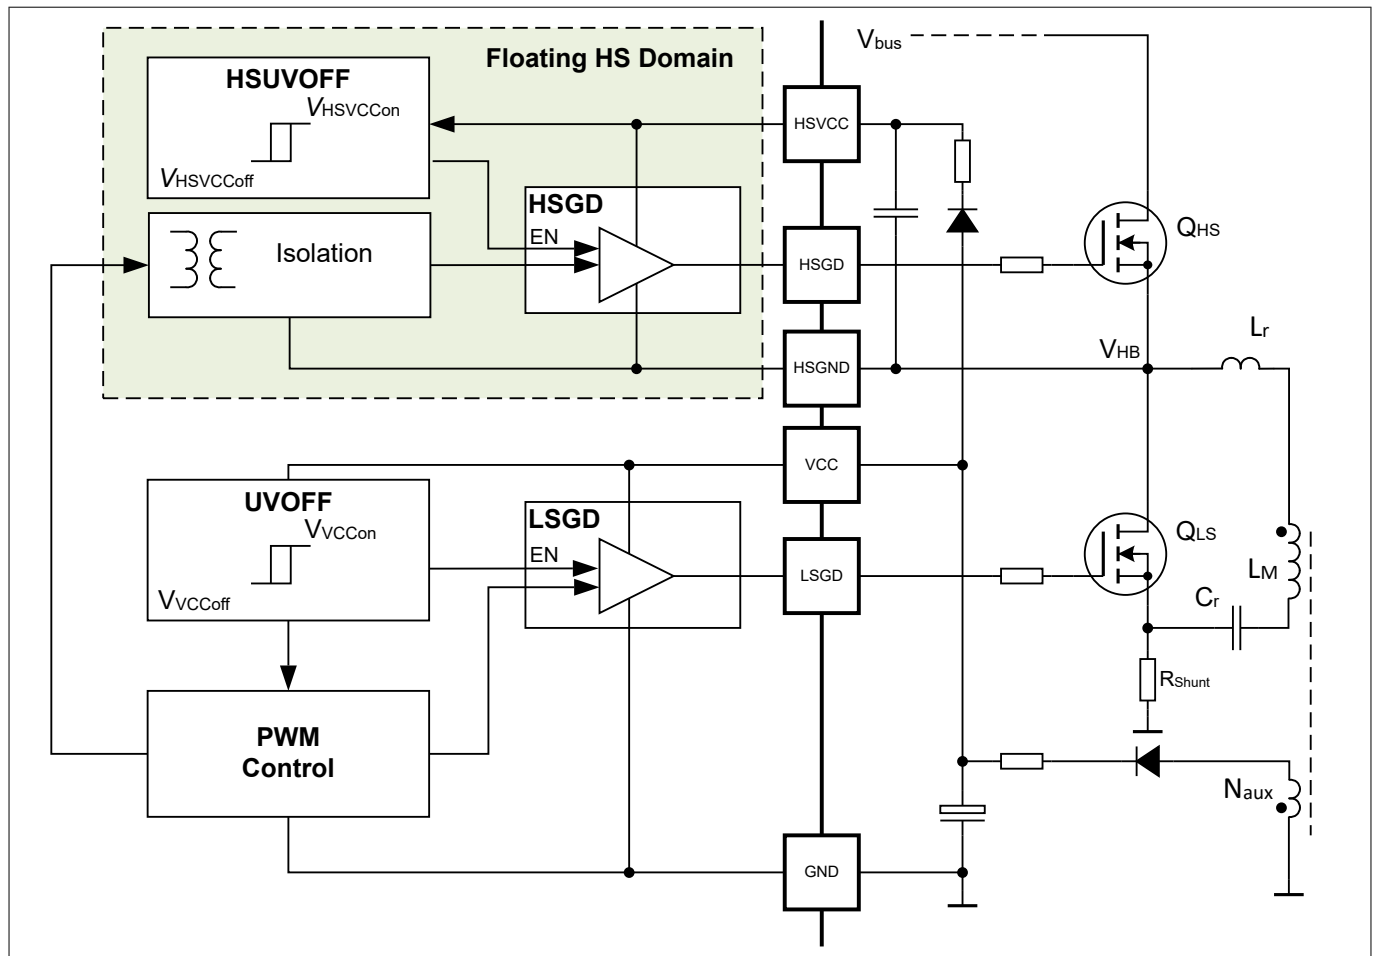 Floating HS Domain
HSUVOFF
VHSVCCon
VHSVCCoff
Isolation
HSGD
EN
UVOFF
VVCCon
VVCCoff
LSGD
EN
PWM
Control
HSVCC
HSGD
HSGND
VCC
LSGD
GND
Vbus
QHS
VHB
Lr
QLS
LM
Cr
RShunt
Naux